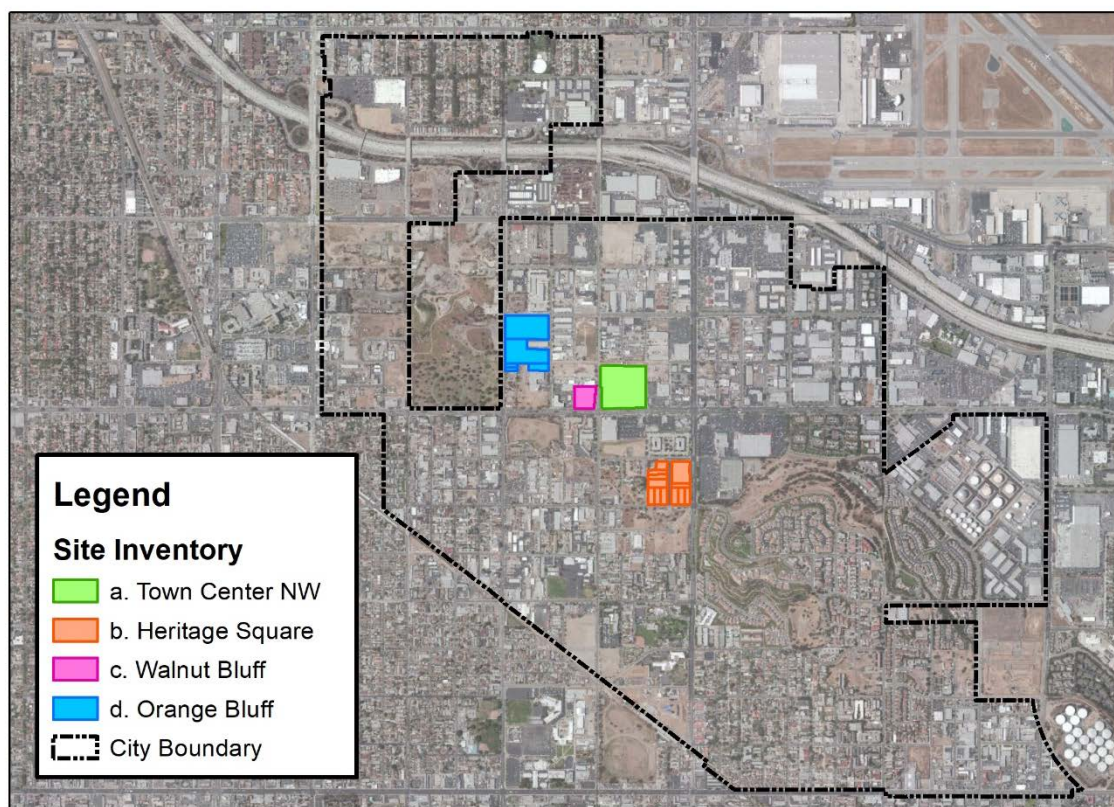 Legend
Site Inventory
a. Town Center NW
b. Heritage Square
c. Walnut Bluff
d. Orange Bluff
City Boundary